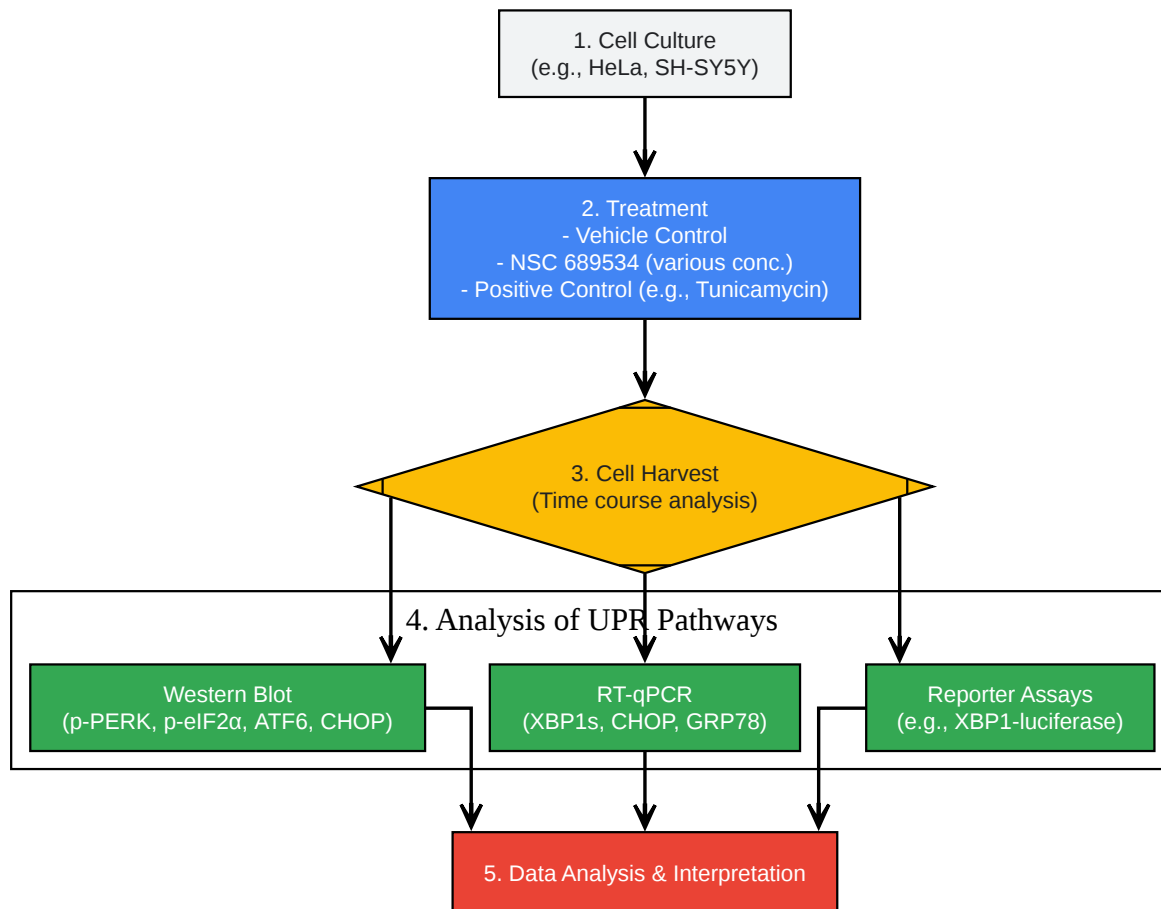 1. Cell Culture
(e.g., HeLa, SH-SY5Y)
2. Treatment
- Vehicle Control
- NSC 689534 (various conc.)
- Positive Control (e.g., Tunicamycin)
3. Cell Harvest
(Time course analysis)
4. Analysis of UPR Pathways
Western Blot
(p-PERK, p-eIF2α, ATF6, CHOP)
RT-qPCR
(XBP1s, CHOP, GRP78)
Reporter Assays
(e.g., XBP1-luciferase)
5. Data Analysis & Interpretation